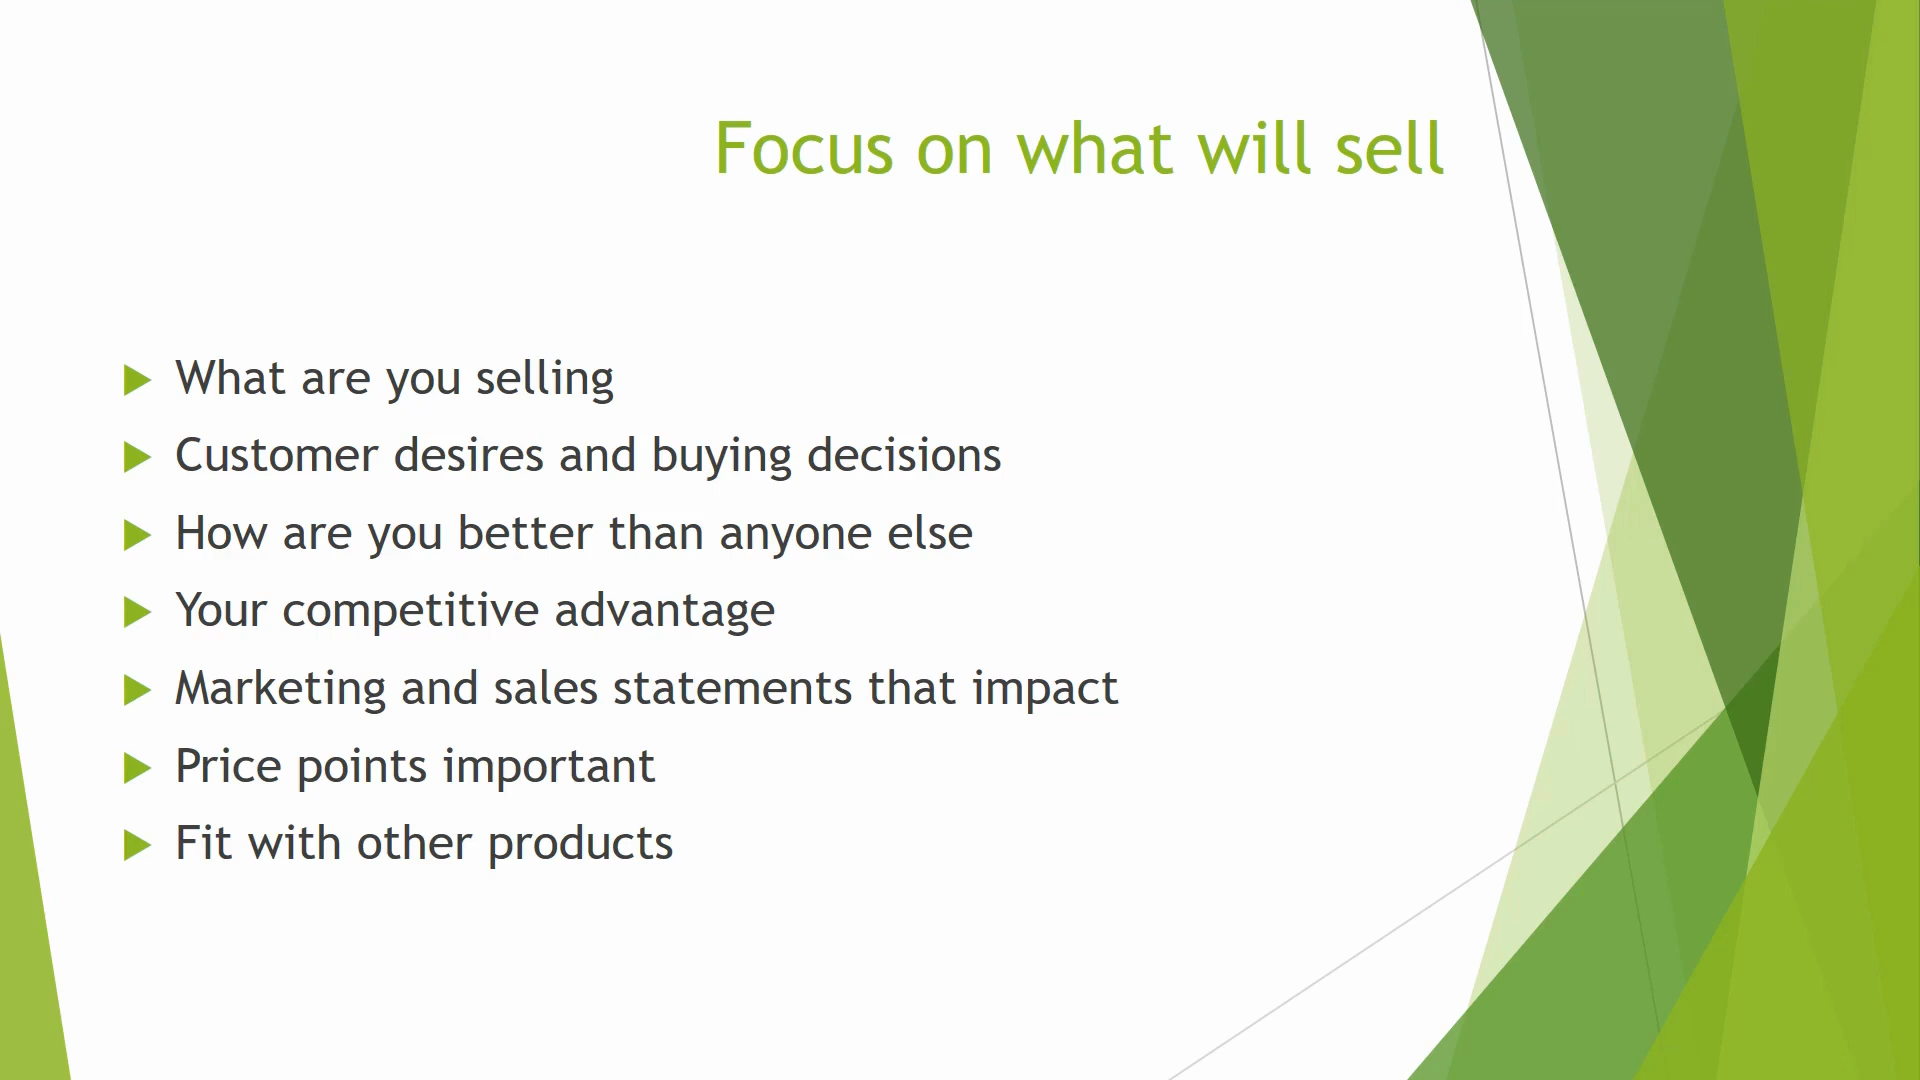 Focus on what will sell
What are you selling
Customer desires and buying decisions
How are you better than anyone else
Your competitive advantage
Marketing and sales statements that impact
Price points important
Fit with other products